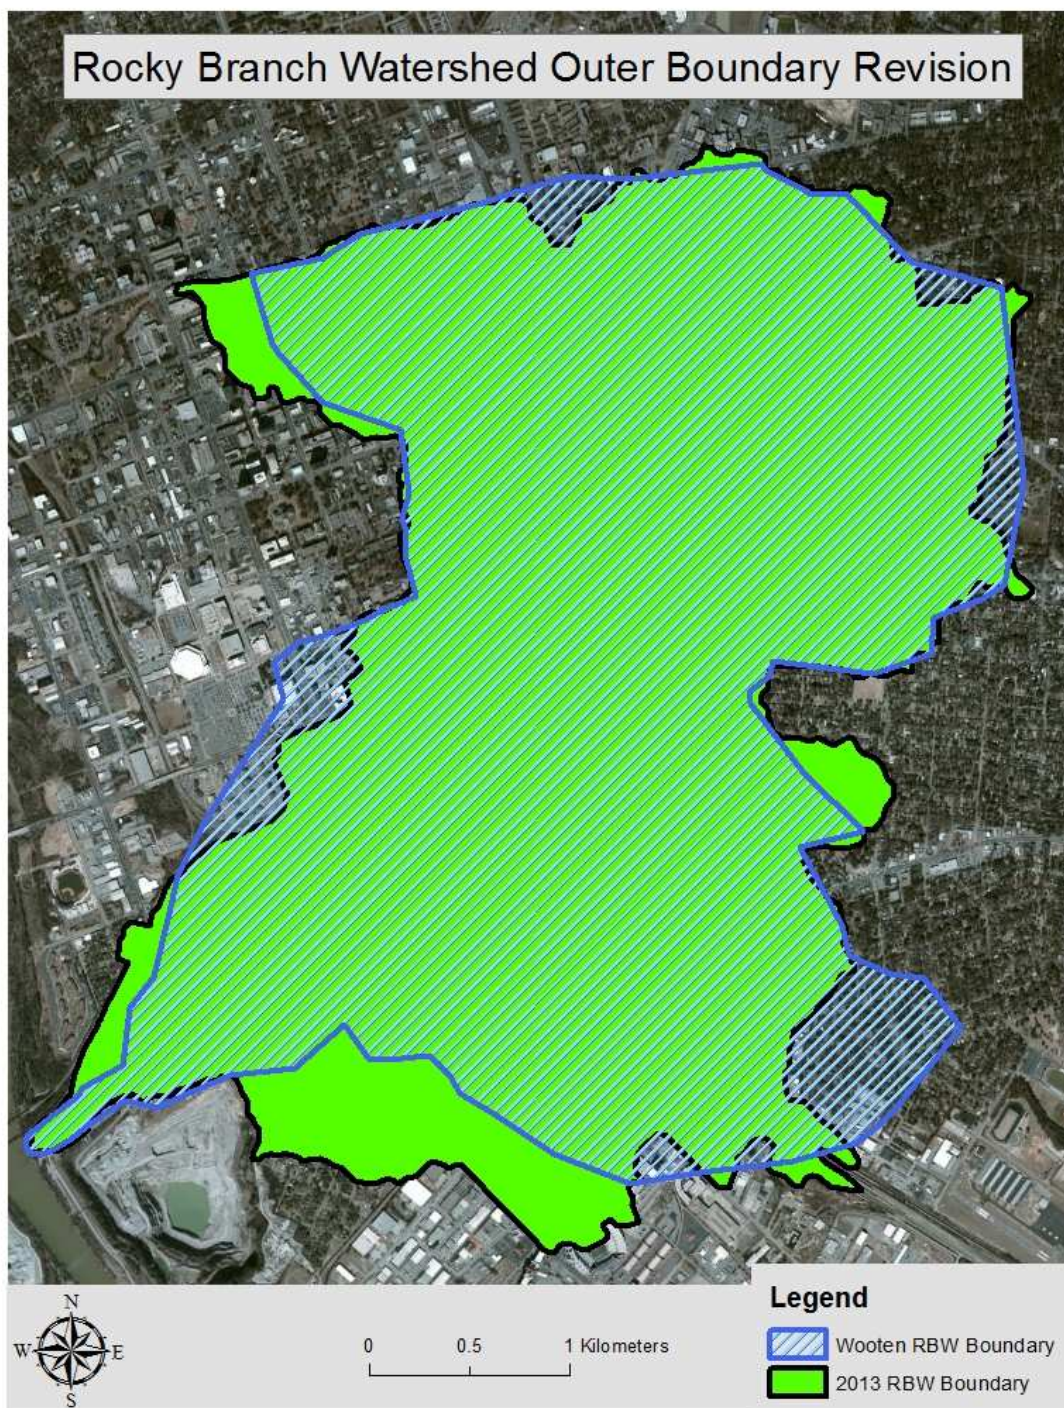 Rocky Branch Watershed Outer Boundary Revision
N
W E
S
0 0.5 1 Kilometers
Legend
Wooten RBW Boundary
2013 RBW Boundary